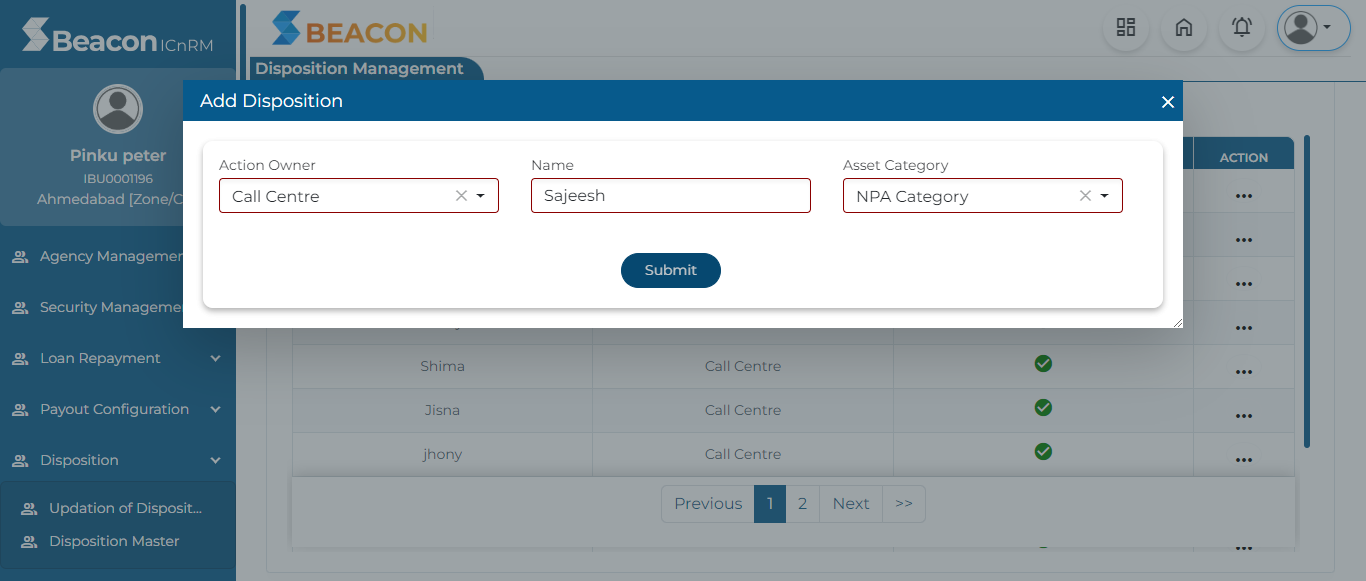 Beacon ICnRM
BEACON
Disposition Management
Pinku peter
IBU0001196
Ahmedabad [Zone/C
Agency Managemen
Security Managemen
Loan Repayment
Payout Configuration
Disposition
Updation of Disposit...
Disposition Master
Add Disposition
Action Owner
Name
Asset Category
Call Centre
Sajeesh
NPA Category
Submit
ACTION
Shima
Call Centre
Jisna
Call Centre
jhony
Call Centre
Previous 1 2 Next >>